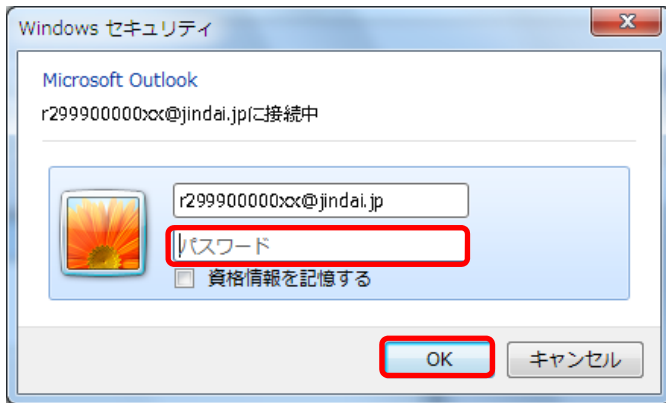 Windows セキュリティ
Microsoft Outlook
r299900000xx@jindai.jpに接続中
r299900000xx@jindai.jp
パスワード
資格情報を記憶する
OK キャンセル